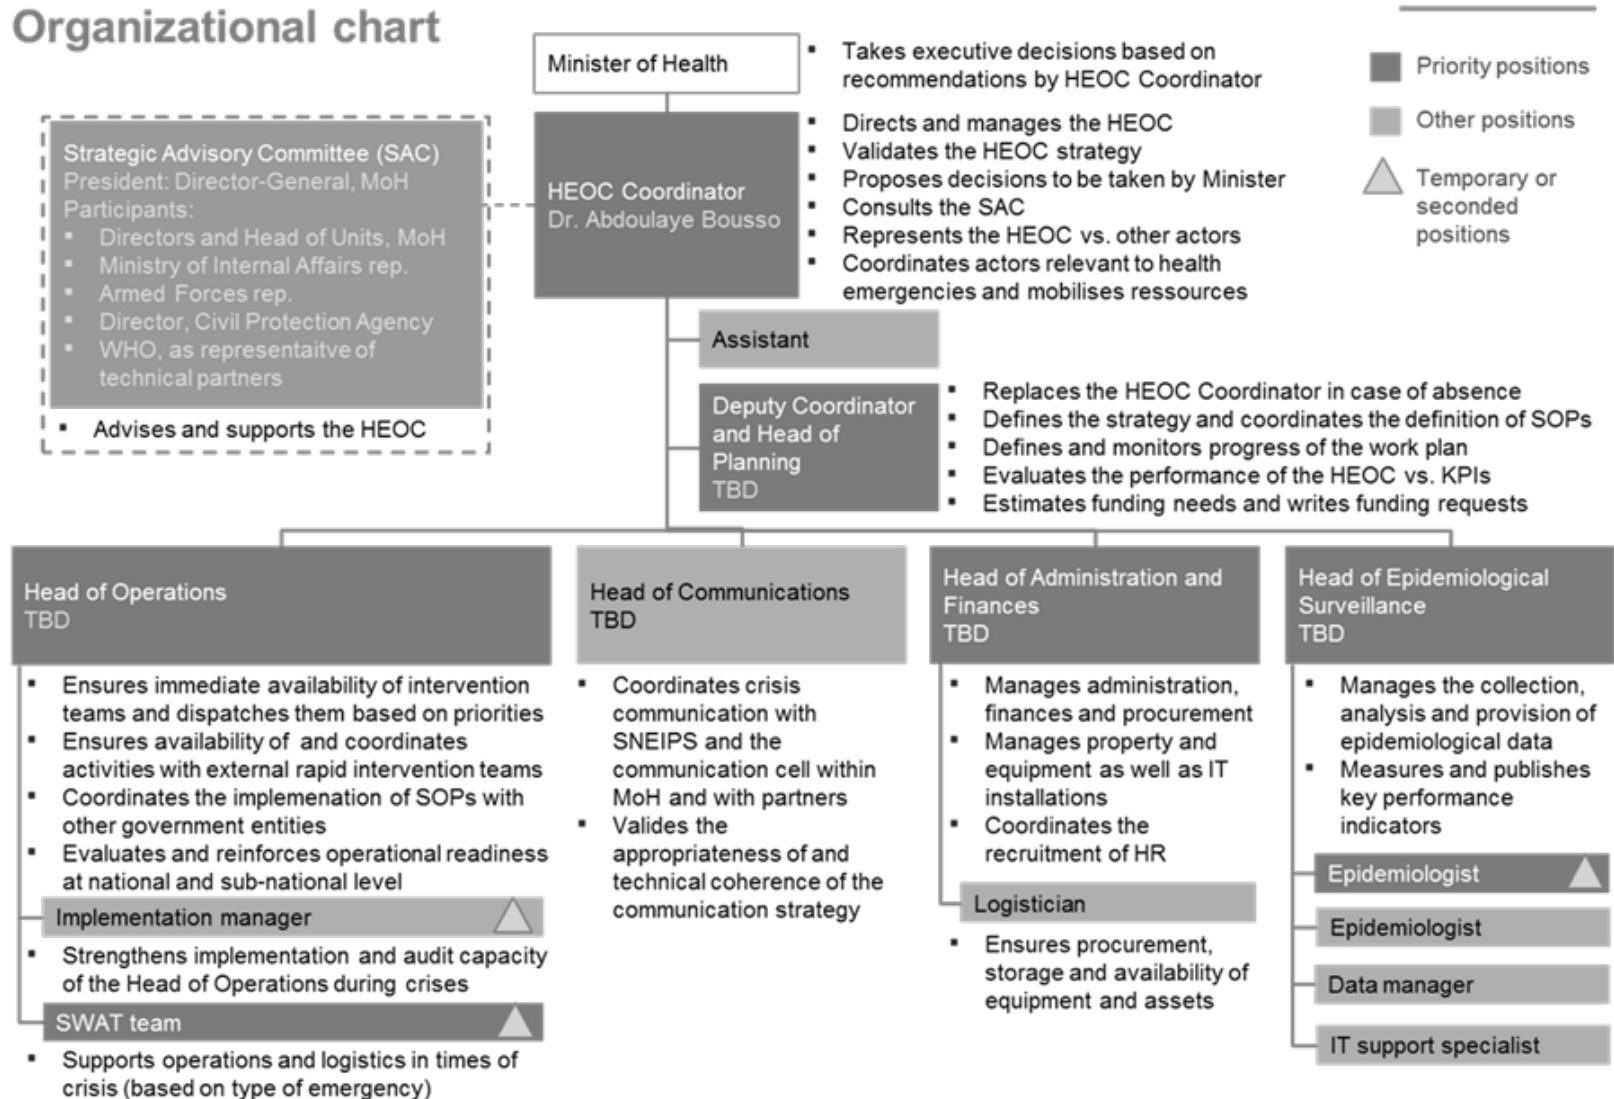 Organizational chart
Minister of Health
▪ Takes executive decisions based on
recommendations by HEOC Coordinator
Priority positions
Other positions
Temporary or
seconded
positions
Strategic Advisory Committee (SAC)
President: Director-General, MoH
Participants:
▪ Directors and Head of Units, MoH
▪ Ministry of Internal Affairs rep.
▪ Armed Forces rep.
▪ Director, Civil Protection Agency
▪ WHO, as representaitve of
technical partners
▪ Advises and supports the HEOC
HEOC Coordinator
Dr. Abdoulaye Bousso
▪ Directs and manages the HEOC
▪ Validates the HEOC strategy
▪ Proposes decisions to be taken by Minister
▪ Consults the SAC
▪ Represents the HEOC vs. other actors
▪ Coordinates actors relevant to health
emergencies and mobilises ressources
Assistant
Deputy Coordinator
and Head of
Planning
TBD
▪ Replaces the HEOC Coordinator in case of absence
▪ Defines the strategy and coordinates the definition of SOPs
▪ Defines and monitors progress of the work plan
▪ Evaluates the performance of the HEOC vs. KPIs
▪ Estimates funding needs and writes funding requests
Head of Operations
TBD
▪ Ensures immediate availability of intervention
teams and dispatches them based on priorities
▪ Ensures availability of and coordinates
activities with external rapid intervention teams
▪ Coordinates the implemenation of SOPs with
other government entities
▪ Evaluates and reinforces operational readiness
at national and sub-national level
Implementation manager
▪ Strengthens implementation and audit capacity
of the Head of Operations during crises
SWAT team
▪ Supports operations and logistics in times of
crisis (based on type of emergency)
Head of Communications
TBD
▪ Coordinates crisis
communication with
SNEIPS and the
communication cell within
MoH and with partners
▪ Valides the
appropriateness of and
technical coherence of the
communication strategy
Head of Administration and
Finances
TBD
▪ Manages administration,
finances and procurement
▪ Manages property and
equipment as well as IT
installations
▪ Coordinates the
recruitment of HR
Logistician
▪ Ensures procurement,
storage and availability of
equipment and assets
Head of Epidemiological
Surveillance
TBD
▪ Manages the collection,
analysis and provision of
epidemiological data
▪ Measures and publishes
key performance
indicators
Epidemiologist
Epidemiologist
Data manager
IT support specialist